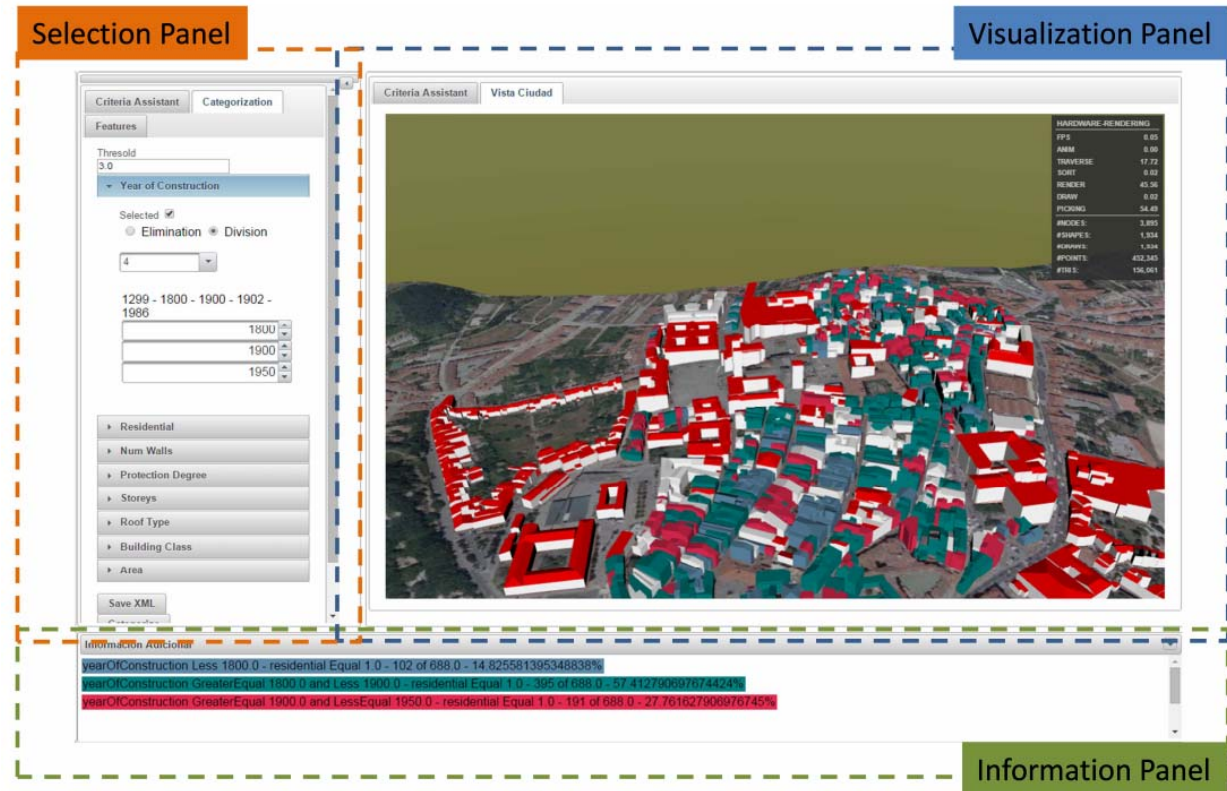 Selection Panel
Visualization Panel
Criteria Assistant
Categorization
Features
Thresold
3.0
Year of Construction
Selected
Elimination
Division
4
1299 - 1800 - 1900 - 1902 -
1986
1800
1900
1950
Residential
Num Walls
Protection Degree
Storeys
Roof Type
Building Class
Area
Save XML
Categorize
Criteria Assistant
Vista Ciudad
HARDWARE-RENDERING
FPS 0.05
ANIM 0.00
TRAVERSE 17.72
SORT 0.02
RENDER 45.56
DRAW 0.02
PICKING 54.49
#NODES: 3,895
#SHAPES: 1,934
#DRAWS: 1,934
#POINTS: 452,345
#TRIS: 156,061
Información Adicional
yearOfConstruction Less 1800.0 - residential Equal 1.0 - 102 of 688.0 - 14.825581395348838%
yearOfConstruction GreaterEqual 1800.0 and Less 1900.0 - residential Equal 1.0 - 395 of 688.0 - 57.412790697674424%
yearOfConstruction GreaterEqual 1900.0 and LessEqual 1950.0 - residential Equal 1.0 - 191 of 688.0 - 27.761627906976745%
Information Panel